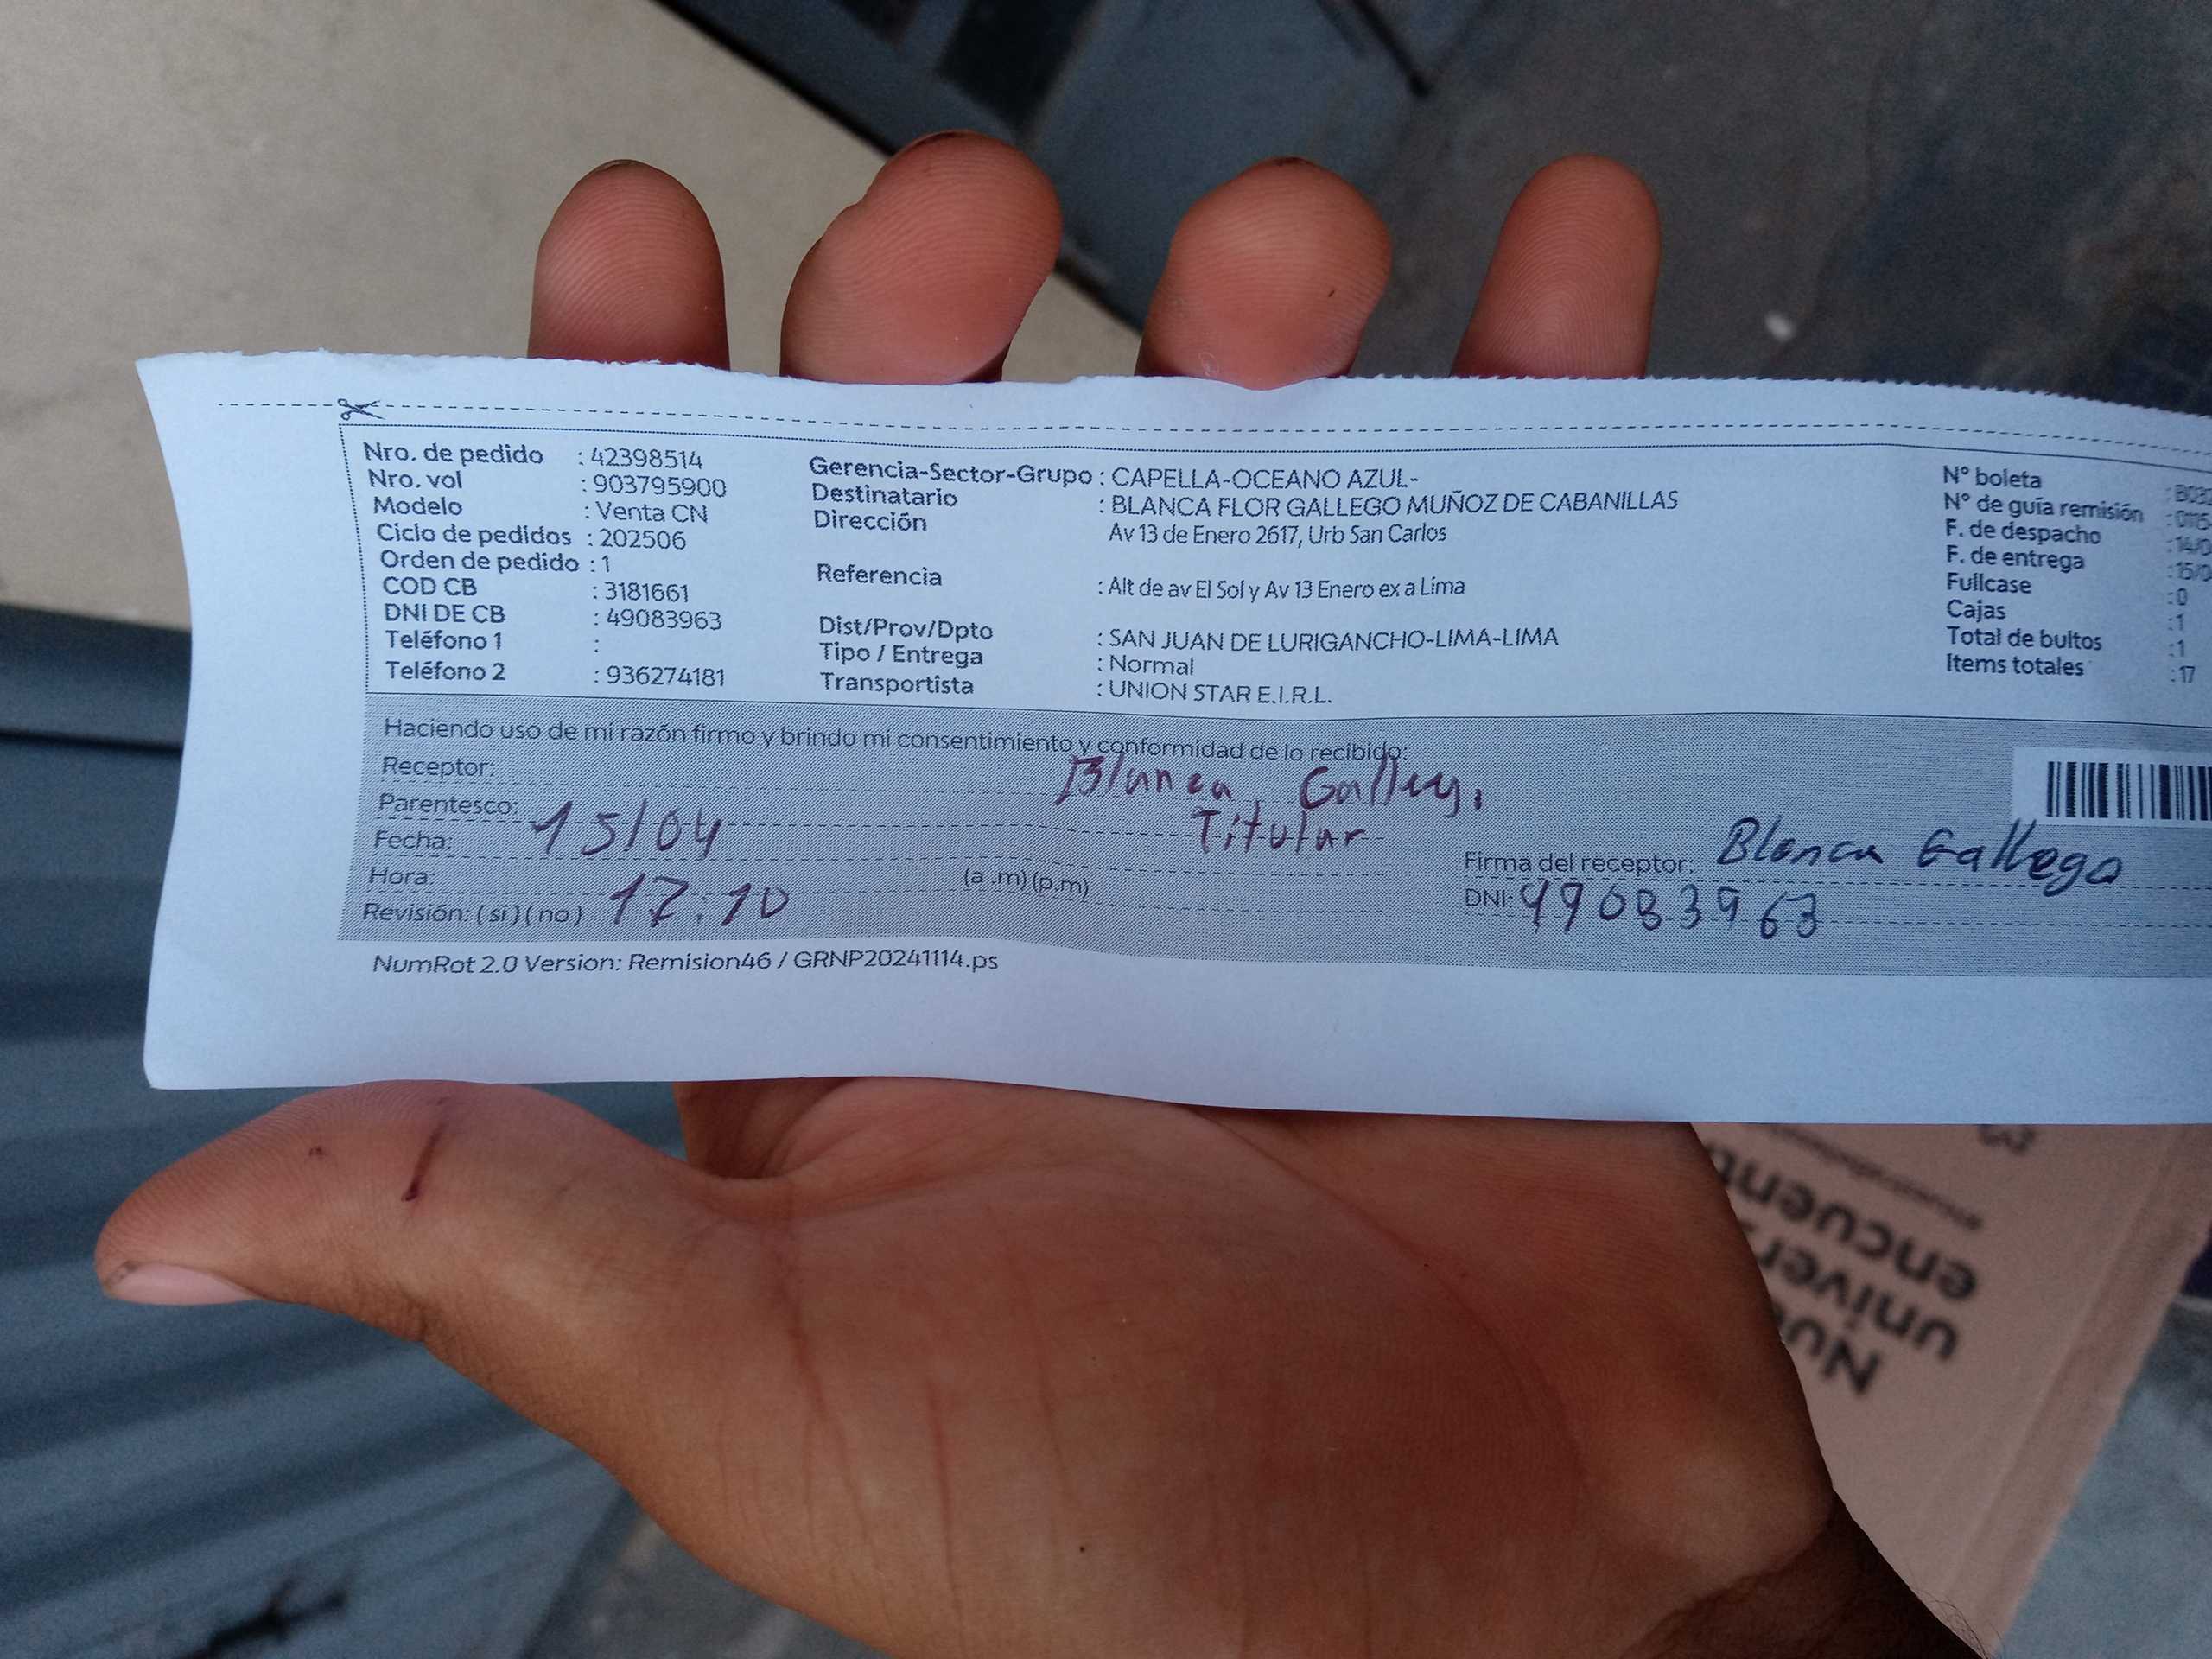 Nro. de pedido : 42398514
Nro. vol : 903795900
Modelo : Venta CN
Ciclo de pedidos : 202506
Orden de pedido : 1
COD CB : 3181661
DNI DE CB : 49083963
Teléfono 1 :
Teléfono 2 : 936274181
Gerencia-Sector-Grupo : CAPELLA-OCEANO AZUL-
Destinatario : BLANCA FLOR GALLEGO MUÑOZ DE CABANILLAS
Dirección Av 13 de Enero 2617, Urb San Carlos
Referencia : Alt de av El Sol y Av 13 Enero ex a Lima
Dist/Prov/Dpto : SAN JUAN DE LURIGANCHO-LIMA-LIMA
Tipo / Entrega : Normal
Transportista : UNION STAR E.I.R.L.
N° boleta
N° de guía remisión
F. de despacho : 14/0
F. de entrega : 15/0
Fullcase : 0
Cajas : 1
Total de bultos : 1
Items totales : 17
Haciendo uso de mi razón firmo y brindo mi consentimiento y conformidad de lo recibido:
Receptor: Blanca
Parentesco: Titular
Fecha: 15/04
Hora: 17:10 (a .m) (p.m)
Revisión: ( si ) ( no )
Firma del receptor: Blanca Gallego
DNI: 49083963
NumRot 2.0 Version: Remision46 / GRNP20241114.ps
encuent
univer
Nu